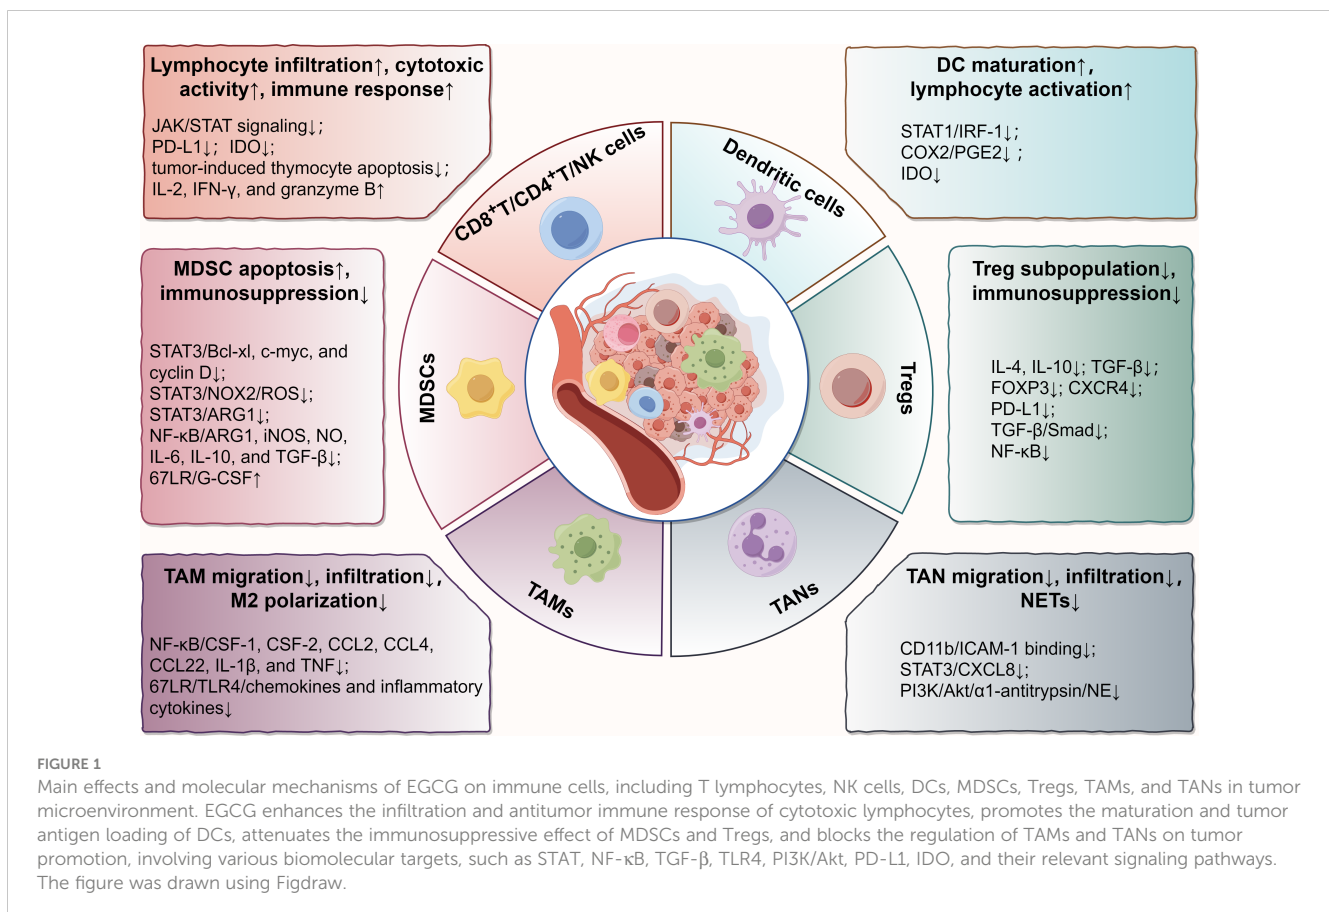 Lymphocyte infiltration↑, cytotoxic
activity↑, immune response↑
JAK/STAT signaling↓;
PD-L1↓; IDO↓;
tumor-induced thymocyte apoptosis↓;
IL-2, IFN-γ, and granzyme B↑
DC maturation↑,
lymphocyte activation↑
STAT1/IRF-1↓;
COX2/PGE2↓ ;
IDO↓
CD8⁺T/CD4⁺T/NK cells
Dendritic cells
MDSC apoptosis↑,
immunosuppression↓
STAT3/Bcl-xl, c-myc, and
cyclin D↓;
STAT3/NOX2/ROS↓;
STAT3/ARG1↓;
NF-κB/ARG1, iNOS, NO,
IL-6, IL-10, and TGF-β↓;
67LR/G-CSF↑
MDSCs
Tregs
Treg subpopulation↓,
immunosuppression↓
IL-4, IL-10↓; TGF-β↓;
FOXP3↓; CXCR4↓;
PD-L1↓;
TGF-β/Smad↓;
NF-κB↓
TAMs
TANs
TAM migration↓, infiltration↓,
M2 polarization↓
NF-κB/CSF-1, CSF-2, CCL2, CCL4,
CCL22, IL-1β, and TNF↓;
67LR/TLR4/chemokines and inflammatory
cytokines↓
TAN migration↓, infiltration↓,
NETs↓
CD11b/ICAM-1 binding↓;
STAT3/CXCL8↓;
PI3K/Akt/α1-antitrypsin/NE↓
FIGURE 1
Main effects and molecular mechanisms of EGCG on immune cells, including T lymphocytes, NK cells, DCs, MDSCs, Tregs, TAMs, and TANs in tumor
microenvironment. EGCG enhances the infiltration and antitumor immune response of cytotoxic lymphocytes, promotes the maturation and tumor
antigen loading of DCs, attenuates the immunosuppressive effect of MDSCs and Tregs, and blocks the regulation of TAMs and TANs on tumor
promotion, involving various biomolecular targets, such as STAT, NF-κB, TGF-β, TLR4, PI3K/Akt, PD-L1, IDO, and their relevant signaling pathways.
The figure was drawn using Figdraw.